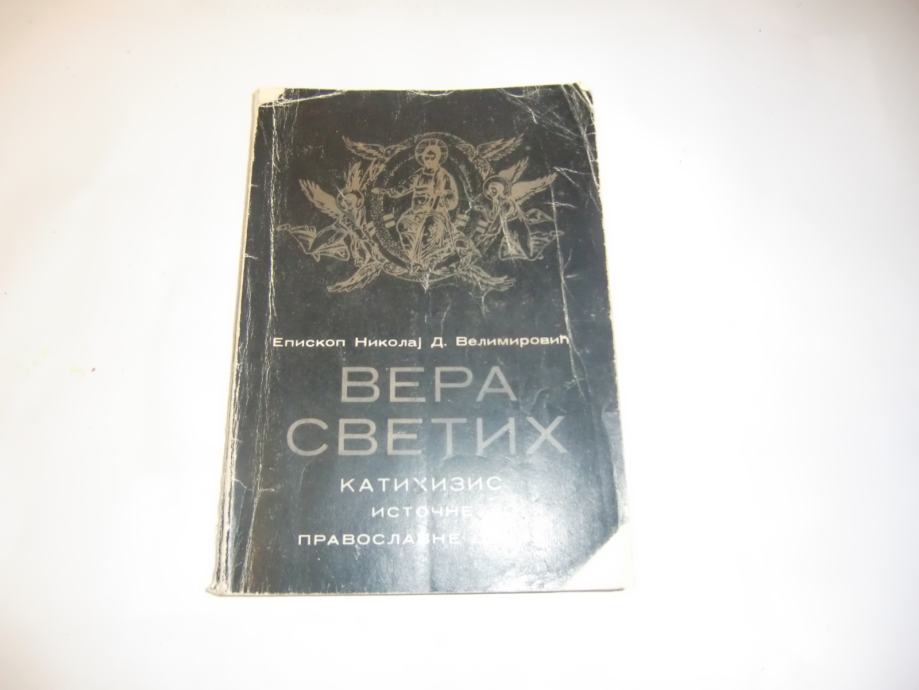 Епископ Николај Д. Велимировић
ВЕРА
СВЕТИХ
КАТИХИЗИС
ИСТОЧНЕ
ПРАВОСЛАВНЕ